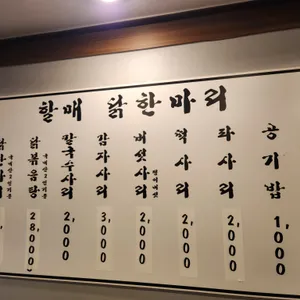 할매 닭한마리
닭볶음탕 28,000
칼국수사리 2,000
감자사리 3,000
버섯사리 2,000
떡사리 2,000
파사리 2,000
공기밥 1,000